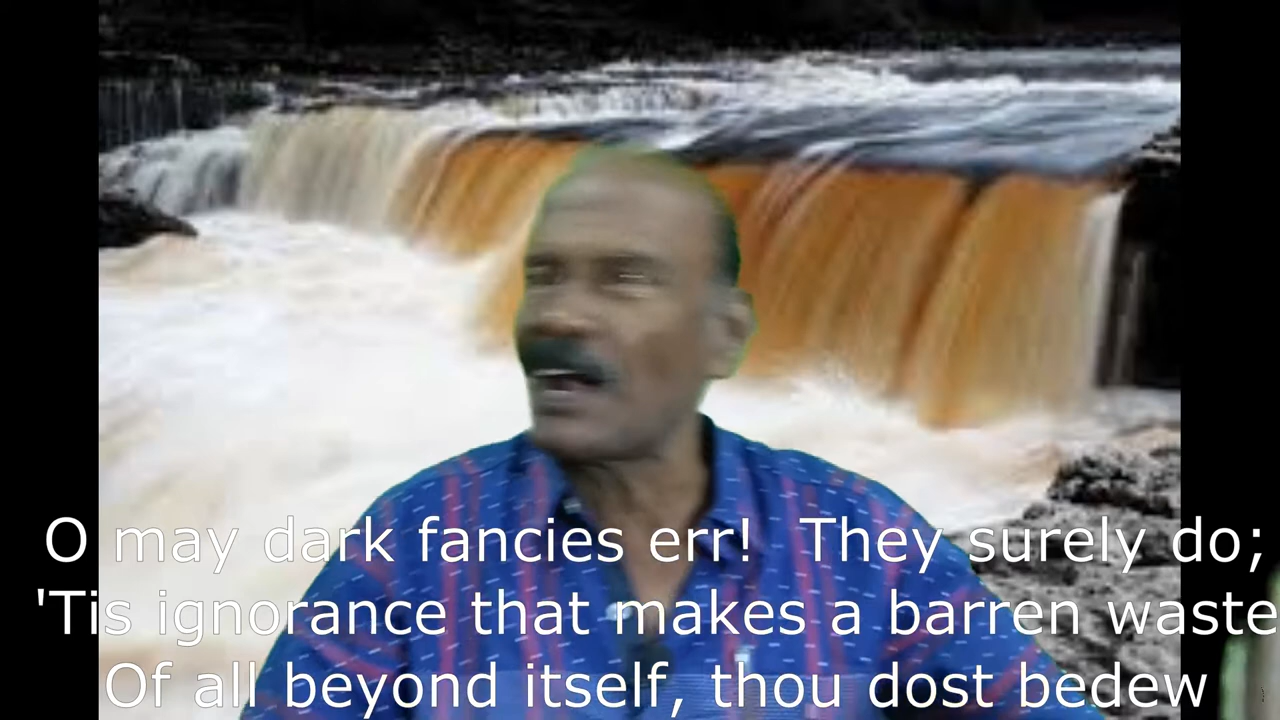 O may dark fancies err!  They surely do;
'Tis ignorance that makes a barren waste
Of all beyond itself, thou dost bedew